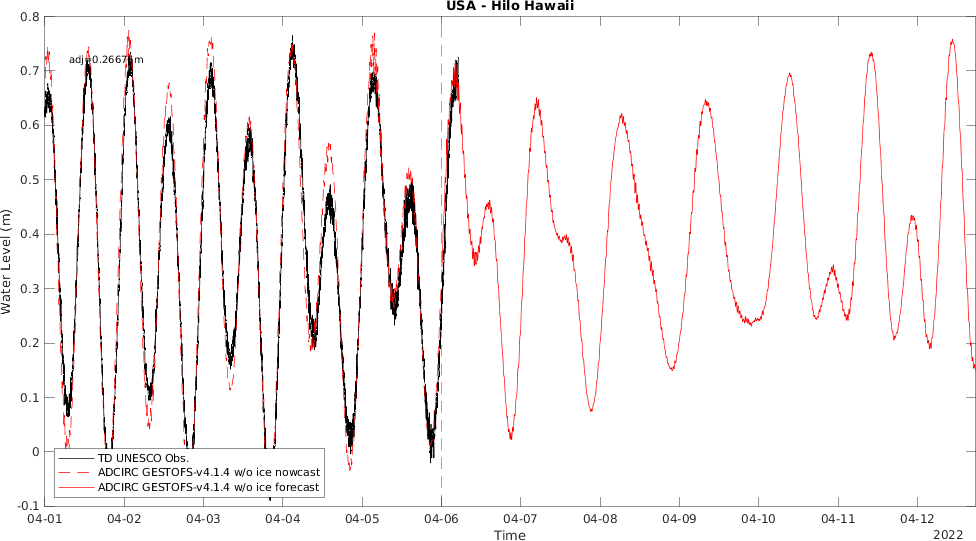 USA - Hilo Hawaii
0.8
0.7
0.6
0.5
0.4
0.3
0.2
0.1
0
-0.1
Water Level (m)
TD UNESCO Obs.
ADCIRC GESTOFS-v4.1.4 w/o ice nowcast
ADCIRC GESTOFS-v4.1.4 w/o ice forecast
04-01 04-02 04-03 04-04 04-05 04-06 04-07 04-08 04-09 04-10 04-11 04-12
Time
2022